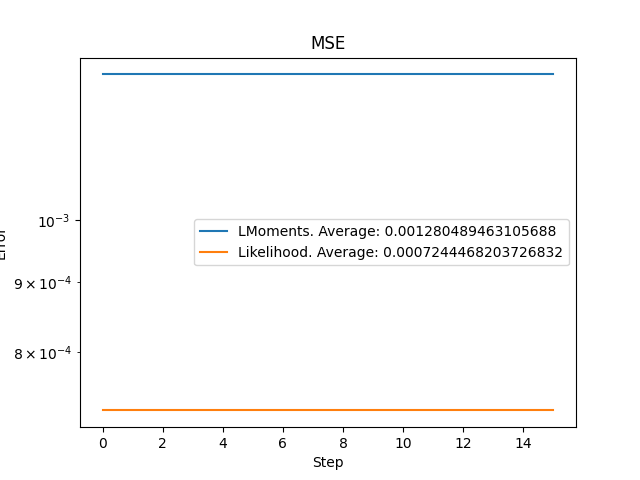 MSE
Error
10⁻³
9 × 10⁻⁴
8 × 10⁻⁴
LMoments. Average: 0.001280489463105688
Likelihood. Average: 0.0007244468203726832
0 2 4 6 8 10 12 14
Step